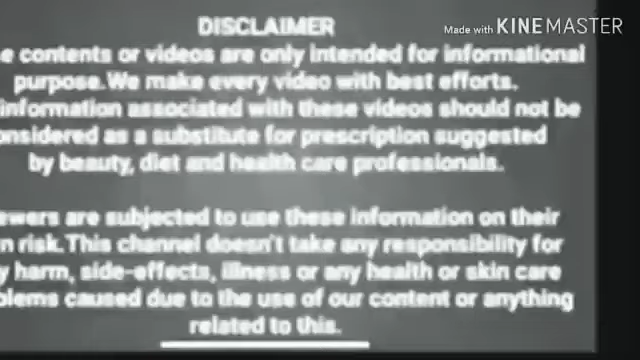 DISCLAIMER
Made with KINEMASTER
e contents or videos are only intended for informational
purpose.We make every video with best efforts.
information associated with these videos should not be
onsidered as a substitute for prescription suggested
by beauty, diet and health care professionals.
ewers are subjected to use these information on their
n risk.This channel doesn't take any responsibility for
y harm, side-effects, illness or any health or skin care
blems caused due to the use of our content or anything
related to this.